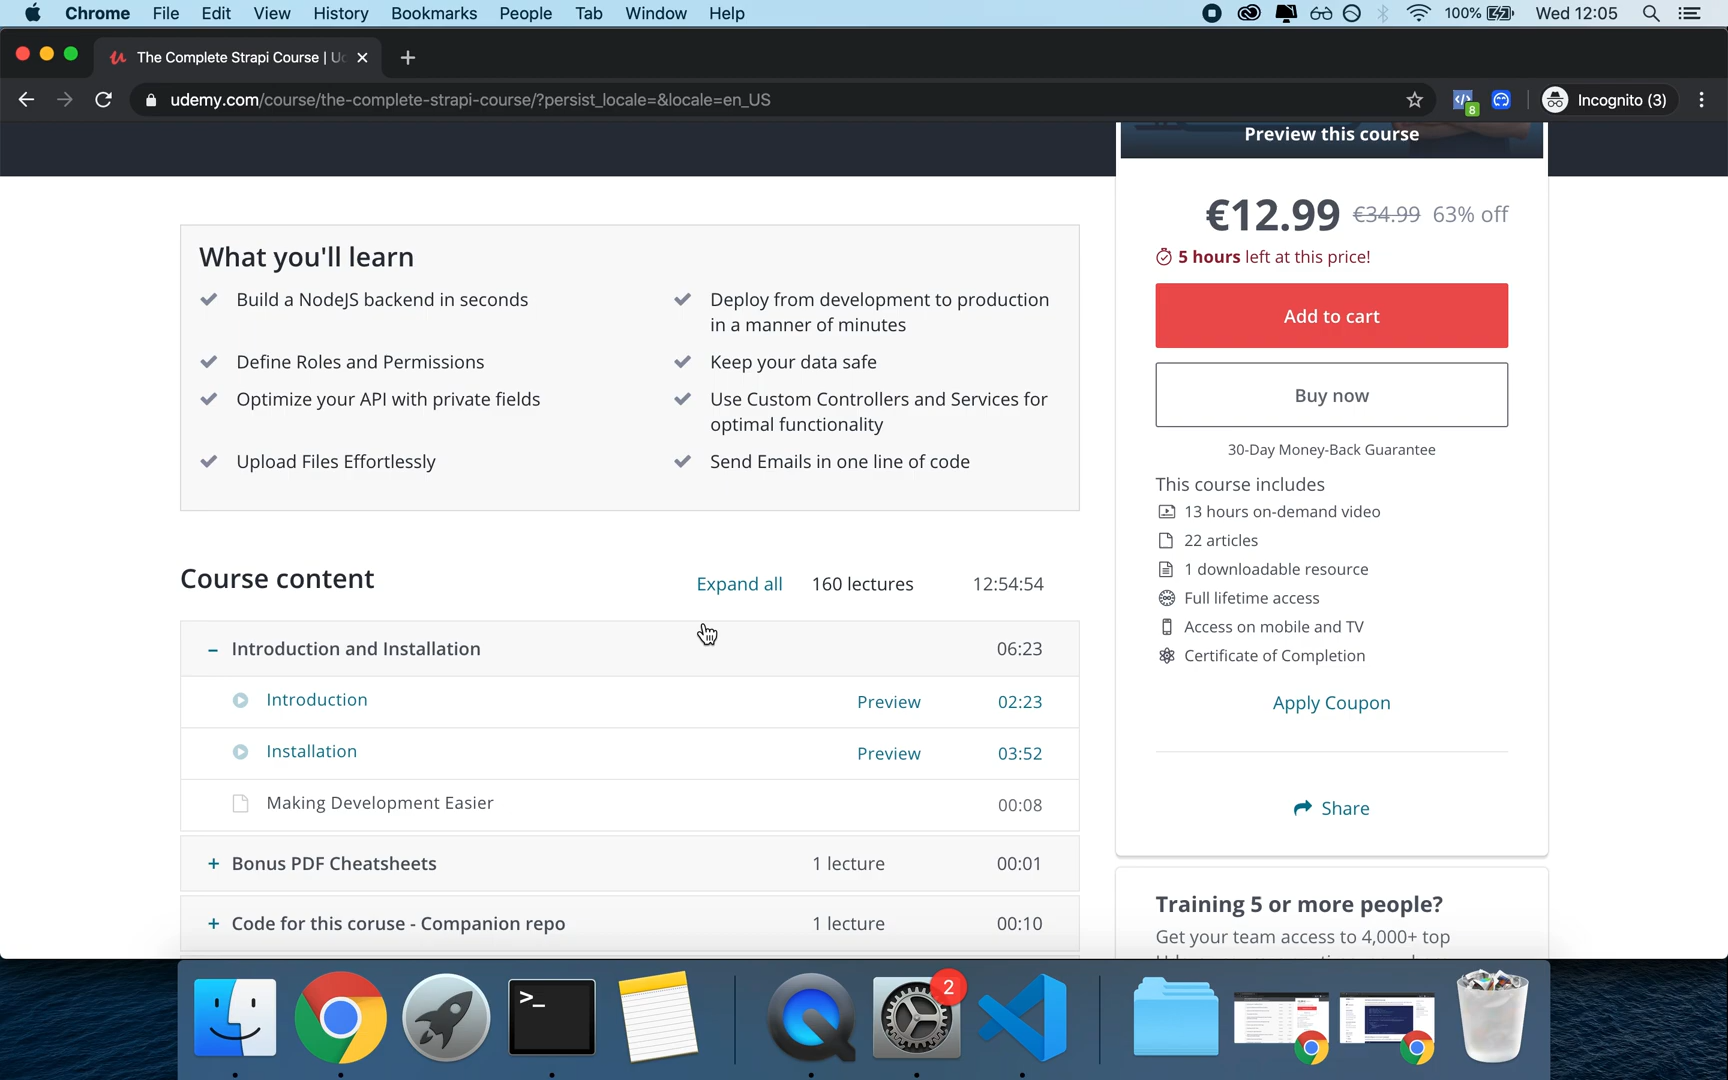 Chrome File Edit View History Bookmarks People Tab Window Help 100% Wed 12:05
The Complete Strapi Course | U
udemy.com/course/the-complete-strapi-course/?persist_locale=&locale=en_US
8
Incognito (3)
Preview this course
€12.99 €34.99 63% off
5 hours left at this price!
Add to cart
Buy now
30-Day Money-Back Guarantee
This course includes
13 hours on-demand video
22 articles
1 downloadable resource
Full lifetime access
Access on mobile and TV
Certificate of Completion
Apply Coupon
Share
Training 5 or more people?
Get your team access to 4,000+ top
What you'll learn
Build a NodeJS backend in seconds
Deploy from development to production
in a manner of minutes
Define Roles and Permissions
Keep your data safe
Optimize your API with private fields
Use Custom Controllers and Services for
optimal functionality
Upload Files Effortlessly
Send Emails in one line of code
Course content
Expand all 160 lectures 12:54:54
– Introduction and Installation 06:23
Introduction Preview 02:23
Installation Preview 03:52
Making Development Easier 00:08
+ Bonus PDF Cheatsheets 1 lecture 00:01
+ Code for this coruse - Companion repo 1 lecture 00:10
>_
2